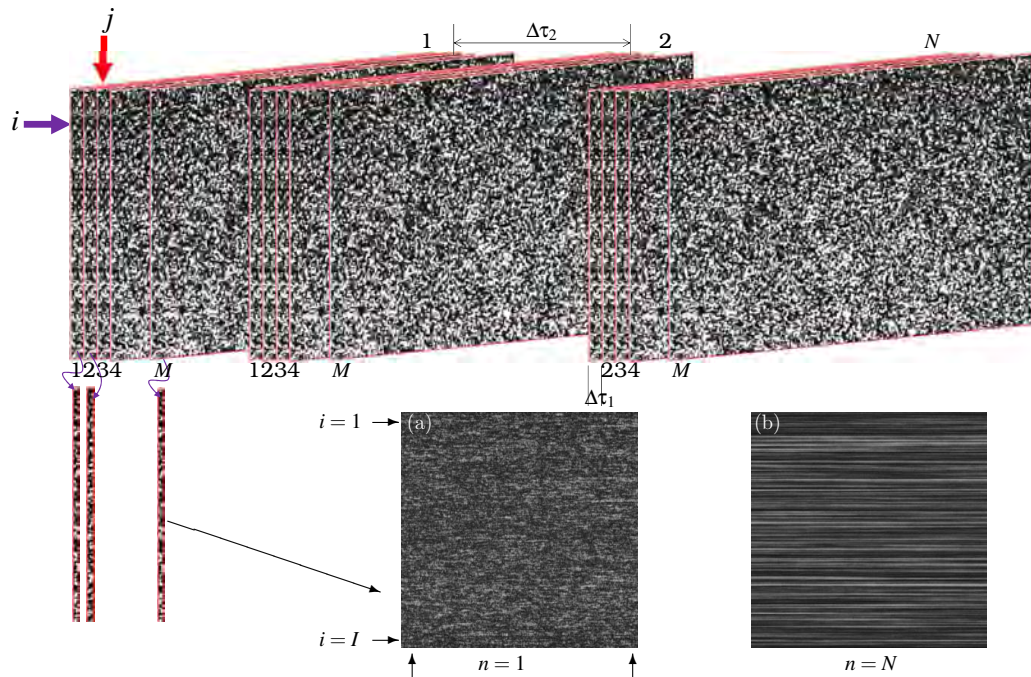 j
1 Δτ₂ 2 N
i
1234 M 1234 M 234 M
Δτ₁
i = 1 (a) (b)
i = I
n = 1 n = N